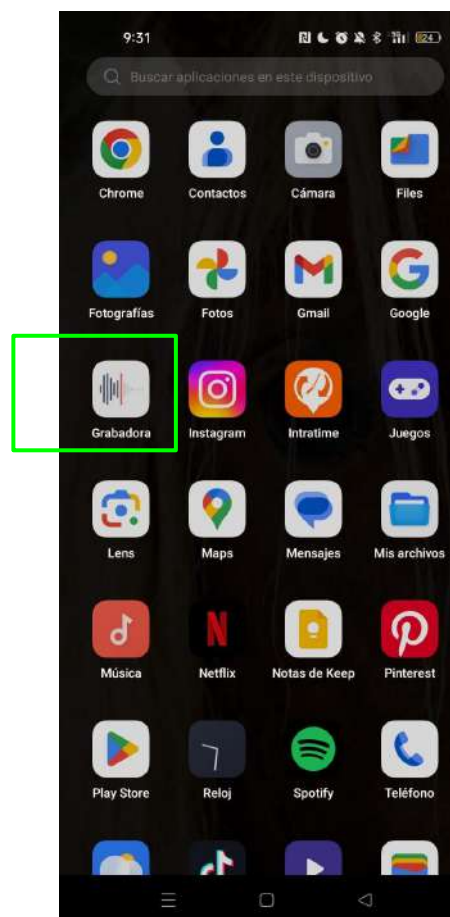 9:31
24
Buscar aplicaciones en este dispositivo
Chrome Contactos Cámara Files
Fotografías Fotos Gmail Google
Grabadora Instagram Intratime Juegos
Lens Maps Mensajes Mis archivos
Música Netflix Notas de Keep Pinterest
Play Store Reloj Spotify Teléfono